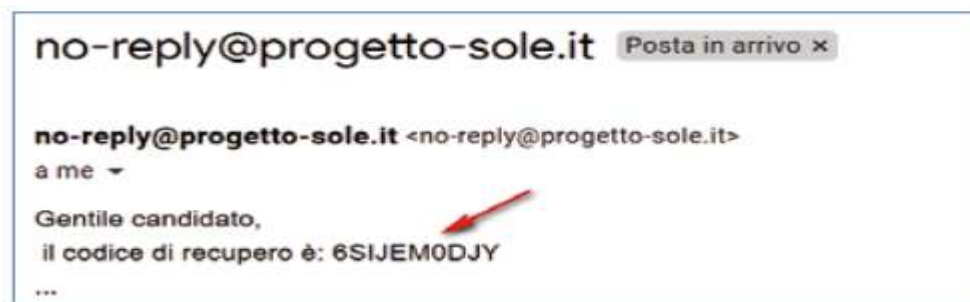 no-reply@progetto-sole.it Posta in arrivo ×
no-reply@progetto-sole.it <no-reply@progetto-sole.it>
a me
Gentile candidato,
il codice di recupero è: 6SIJEM0DJY
...